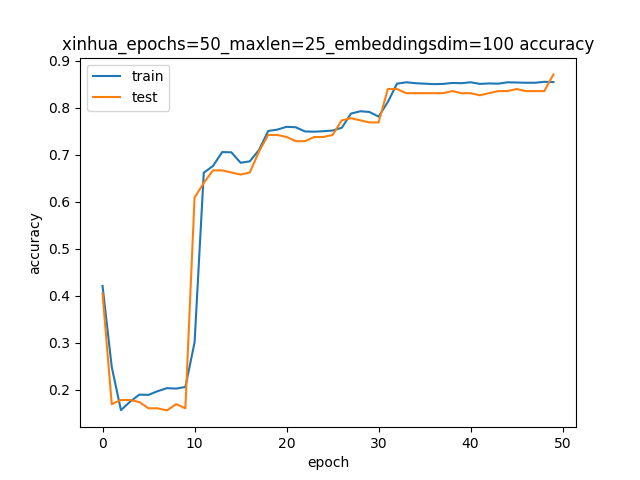 xinhua_epochs=50_maxlen=25_embeddingsdim=100 accuracy
train
test
accuracy
0.9
0.8
0.7
0.6
0.5
0.4
0.3
0.2
0 10 20 30 40 50
epoch